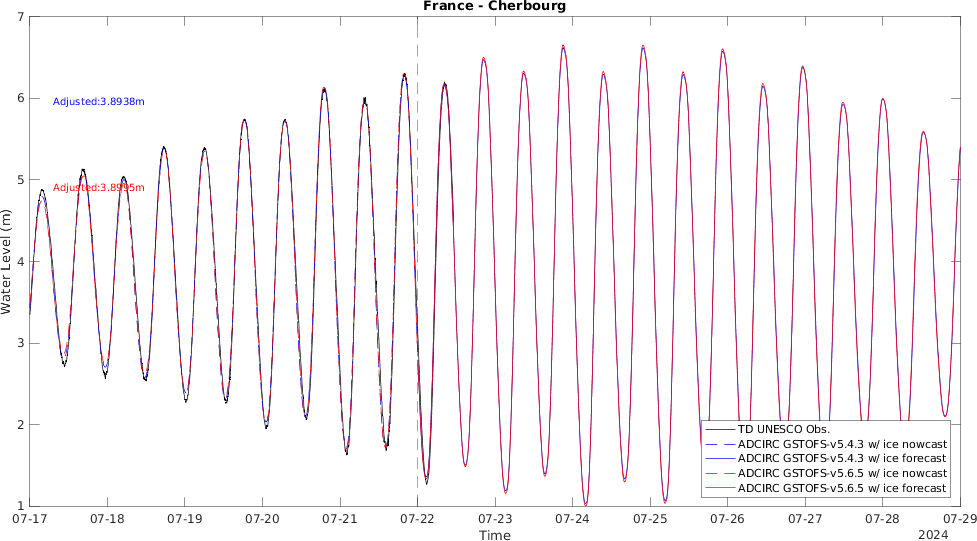 France - Cherbourg
7
6
5
4
3
2
1
Water Level (m)
Adjusted:3.8938m
Adjusted:3.8995m
TD UNESCO Obs.
ADCIRC GSTOFS-v5.4.3 w/ ice nowcast
ADCIRC GSTOFS-v5.4.3 w/ ice forecast
ADCIRC GSTOFS-v5.6.5 w/ ice nowcast
ADCIRC GSTOFS-v5.6.5 w/ ice forecast
07-17 07-18 07-19 07-20 07-21 07-22 07-23 07-24 07-25 07-26 07-27 07-28 07-29
Time
2024